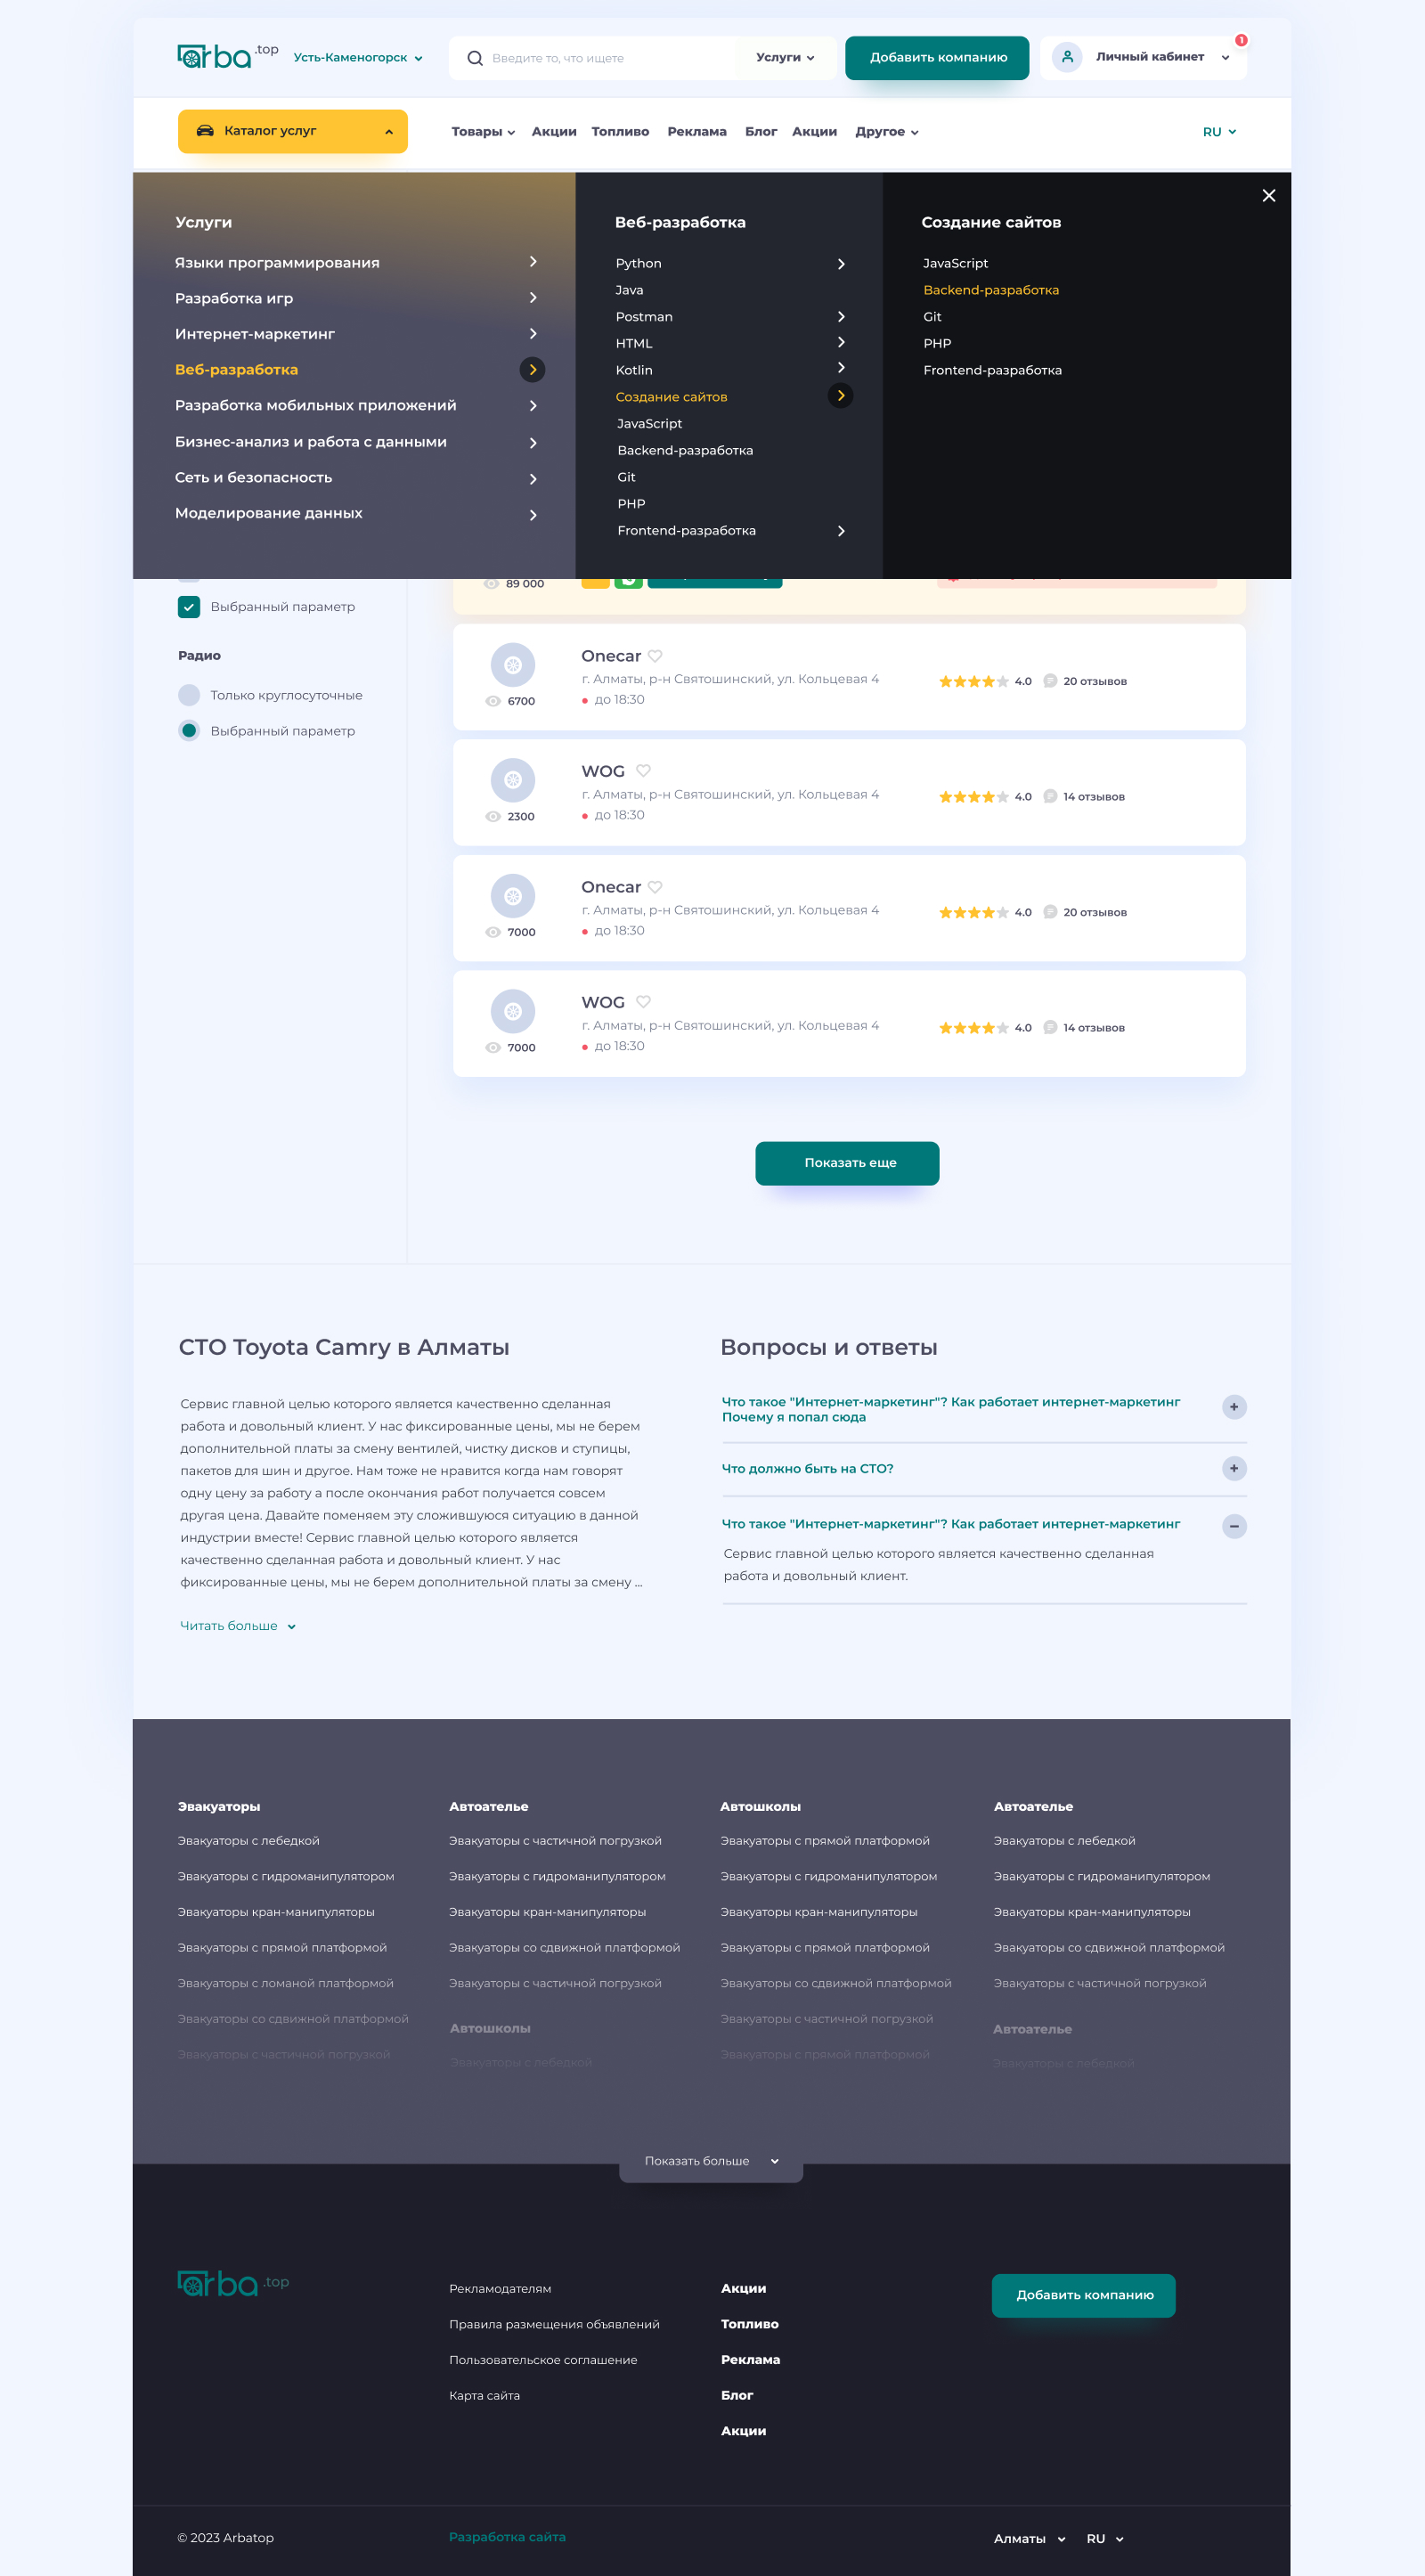 arba .top
Усть-Каменогорск
Введите то, что ищете
Услуги
Добавить компанию
Личный кабинет
1
Каталог услуг
Товары
Акции
Топливо
Реклама
Блог
Акции
Другое
RU
Услуги
Языки программирования
Разработка игр
Интернет-маркетинг
Веб-разработка
Разработка мобильных приложений
Бизнес-анализ и работа с данными
Сеть и безопасность
Моделирование данных
Веб-разработка
Python
Java
Postman
HTML
Kotlin
Создание сайтов
JavaScript
Backend-разработка
Git
PHP
Frontend-разработка
Создание сайтов
JavaScript
Backend-разработка
Git
PHP
Frontend-разработка
Выбранный параметр
Радио
Только круглосуточные
Выбранный параметр
89 000
Onecar
г. Алматы, р-н Святошинский, ул. Кольцевая 4
до 18:30
6700
4.0
20 отзывов
WOG
г. Алматы, р-н Святошинский, ул. Кольцевая 4
до 18:30
2300
4.0
14 отзывов
Onecar
г. Алматы, р-н Святошинский, ул. Кольцевая 4
до 18:30
7000
4.0
20 отзывов
WOG
г. Алматы, р-н Святошинский, ул. Кольцевая 4
до 18:30
7000
4.0
14 отзывов
Показать еще
СТО Toyota Camry в Алматы
Сервис главной целью которого является качественно сделанная
работа и довольный клиент. У нас фиксированные цены, мы не берем
дополнительной платы за смену вентилей, чистку дисков и ступицы,
пакетов для шин и другое. Нам тоже не нравится когда нам говорят
одну цену за работу а после окончания работ получается совсем
другая цена. Давайте поменяем эту сложившуюся ситуацию в данной
индустрии вместе! Сервис главной целью которого является
качественно сделанная работа и довольный клиент. У нас
фиксированные цены, мы не берем дополнительной платы за смену ...
Читать больше
Вопросы и ответы
Что такое "Интернет-маркетинг"? Как работает интернет-маркетинг
Почему я попал сюда
Что должно быть на СТО?
Что такое "Интернет-маркетинг"? Как работает интернет-маркетинг
Сервис главной целью которого является качественно сделанная
работа и довольный клиент.
Эвакуаторы
Эвакуаторы с лебедкой
Эвакуаторы с гидроманипулятором
Эвакуаторы кран-манипуляторы
Эвакуаторы с прямой платформой
Эвакуаторы с ломаной платформой
Эвакуаторы со сдвижной платформой
Эвакуаторы с частичной погрузкой
Автоателье
Эвакуаторы с частичной погрузкой
Эвакуаторы с гидроманипулятором
Эвакуаторы кран-манипуляторы
Эвакуаторы со сдвижной платформой
Эвакуаторы с частичной погрузкой
Автошколы
Эвакуаторы с лебедкой
Автошколы
Эвакуаторы с прямой платформой
Эвакуаторы с гидроманипулятором
Эвакуаторы кран-манипуляторы
Эвакуаторы с прямой платформой
Эвакуаторы со сдвижной платформой
Эвакуаторы с частичной погрузкой
Эвакуаторы с прямой платформой
Автоателье
Эвакуаторы с лебедкой
Эвакуаторы с гидроманипулятором
Эвакуаторы кран-манипуляторы
Эвакуаторы со сдвижной платформой
Эвакуаторы с частичной погрузкой
Автоателье
Эвакуаторы с лебедкой
Показать больше
arba .top
Рекламодателям
Правила размещения объявлений
Пользовательское соглашение
Карта сайта
Акции
Топливо
Реклама
Блог
Акции
Добавить компанию
© 2023 Arbatop
Разработка сайта
Алматы
RU